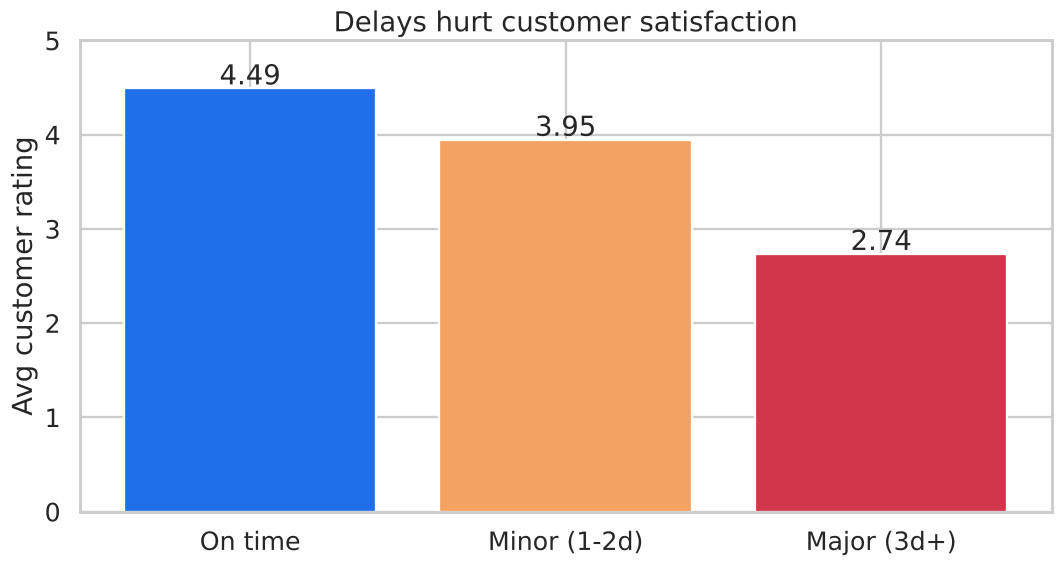 Delays hurt customer satisfaction
Avg customer rating
5
4
3
2
1
0
4.49
3.95
2.74
On time
Minor (1-2d)
Major (3d+)